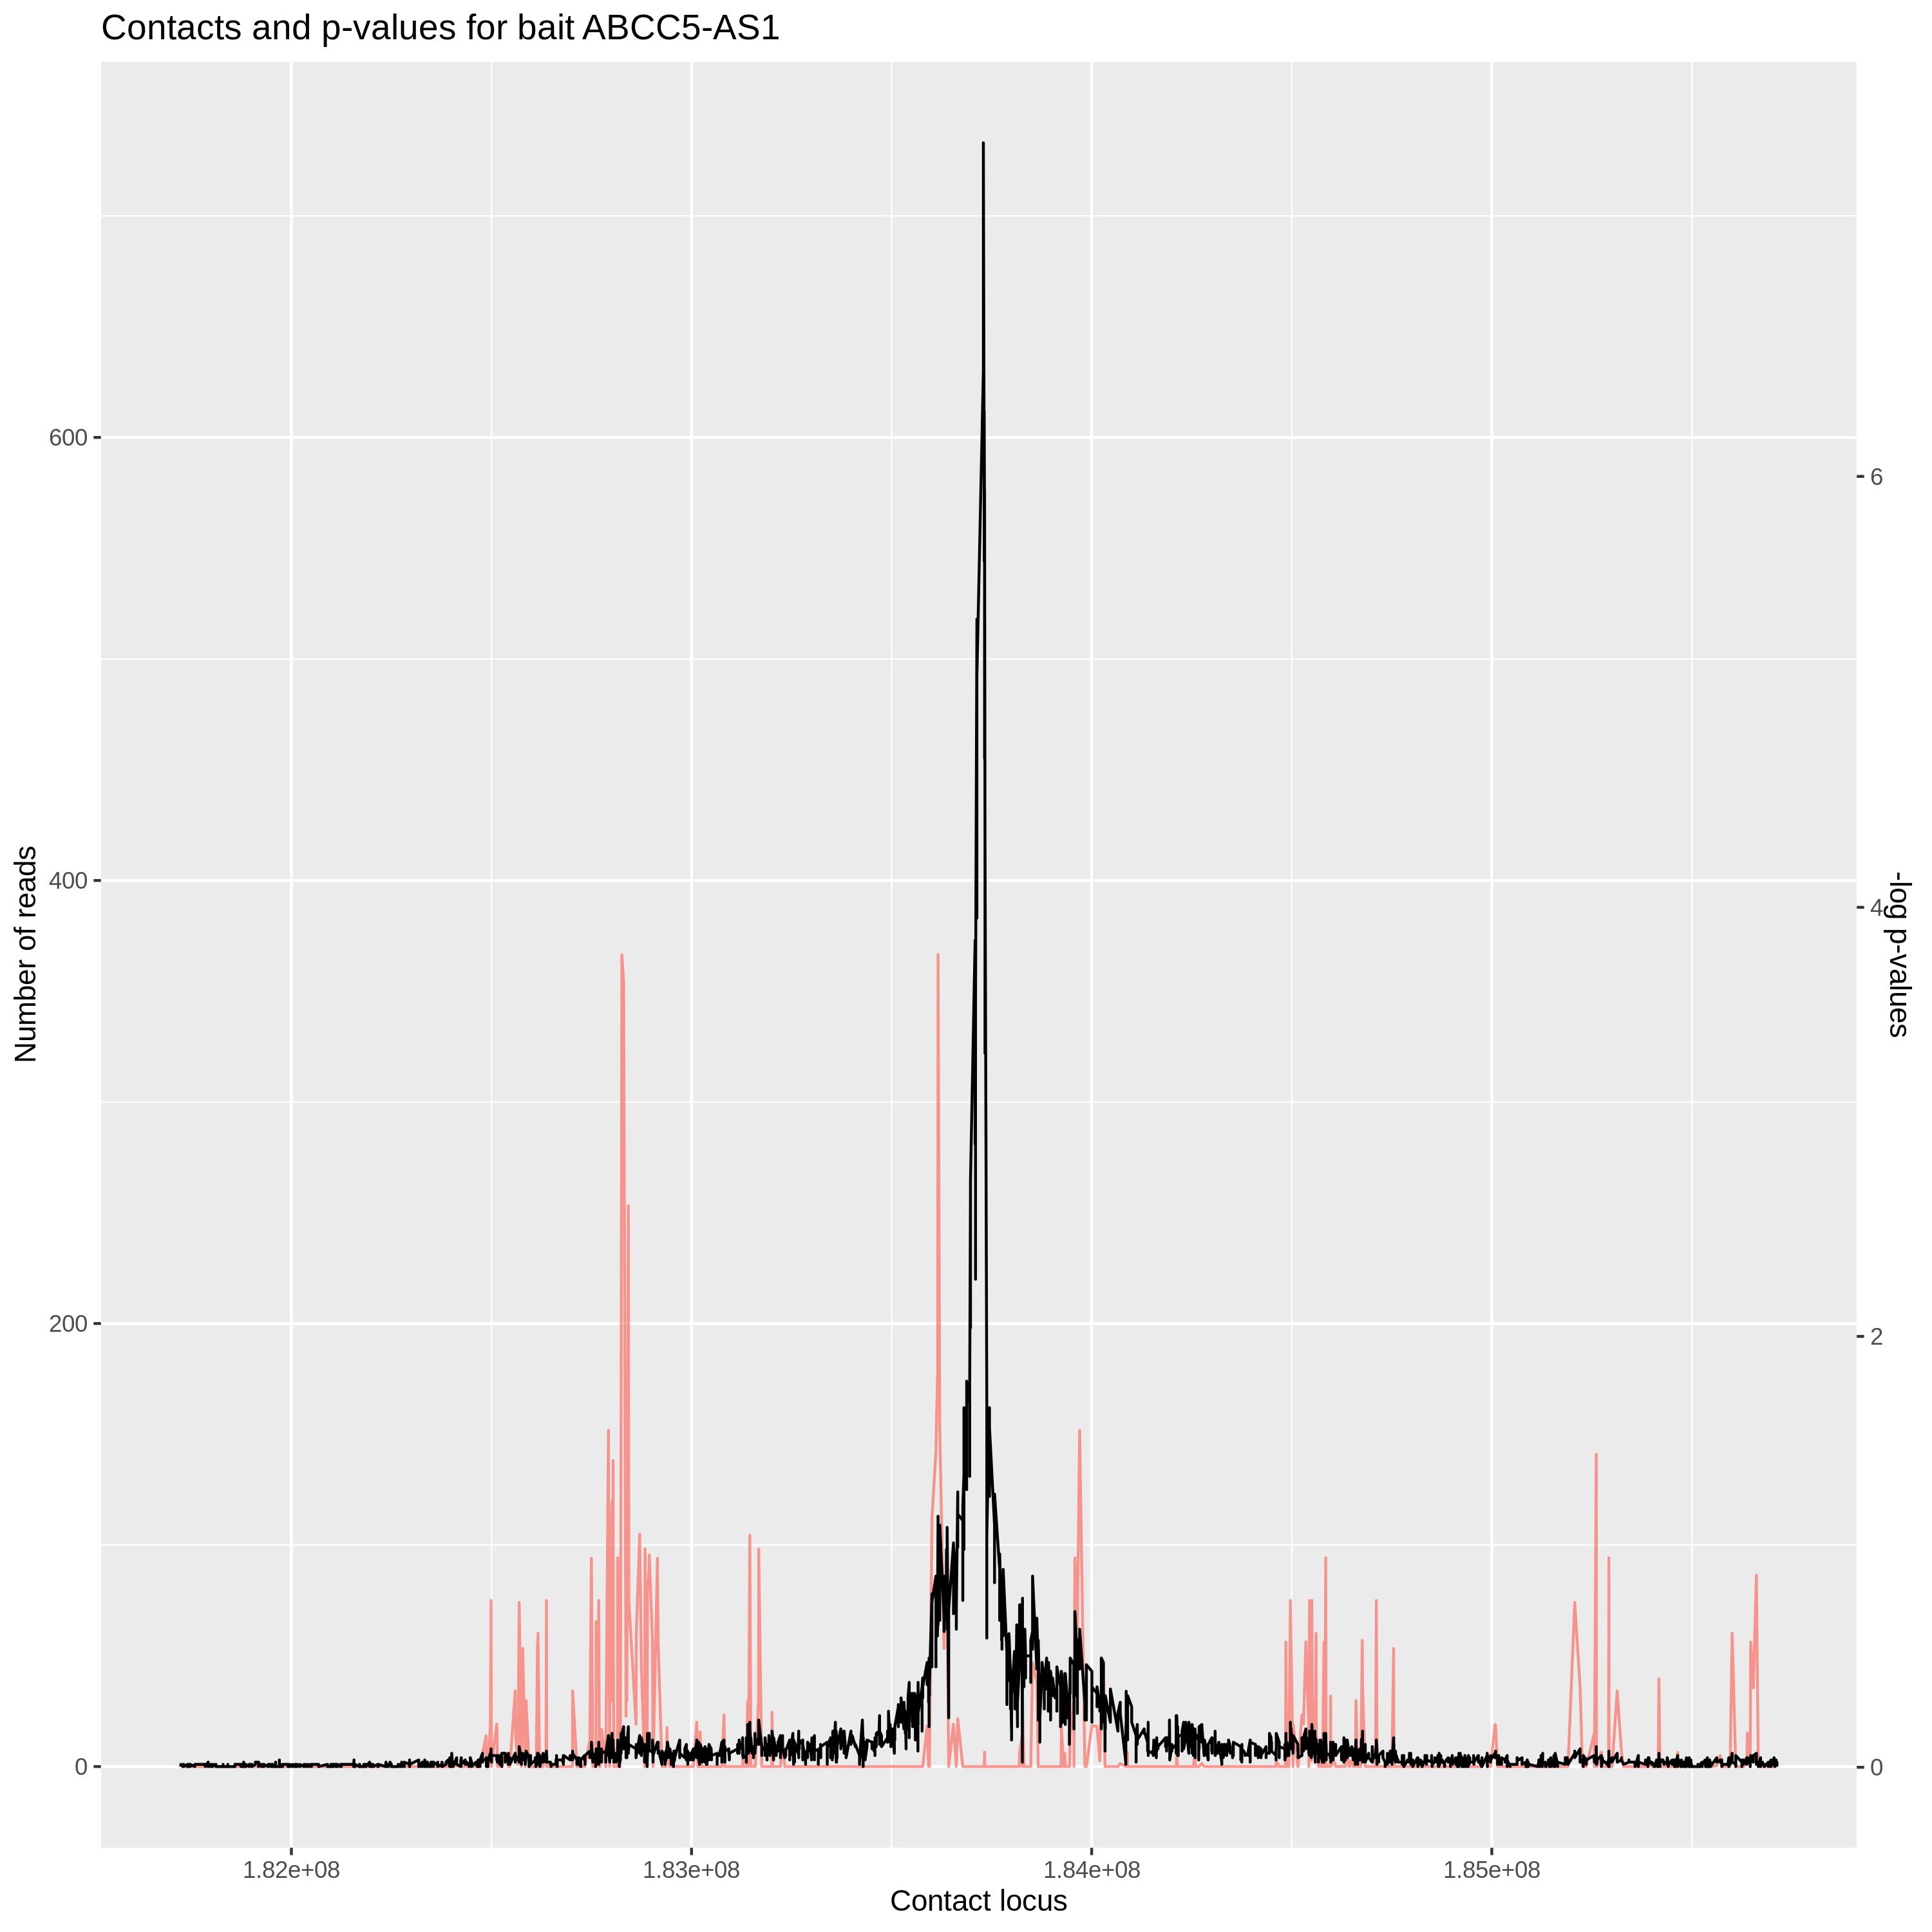 Contacts and p-values for bait ABCC5-AS1
600
400
200
0
Number of reads
6
4
2
0
-log p-values
1.82e+08
1.83e+08
1.84e+08
1.85e+08
Contact locus